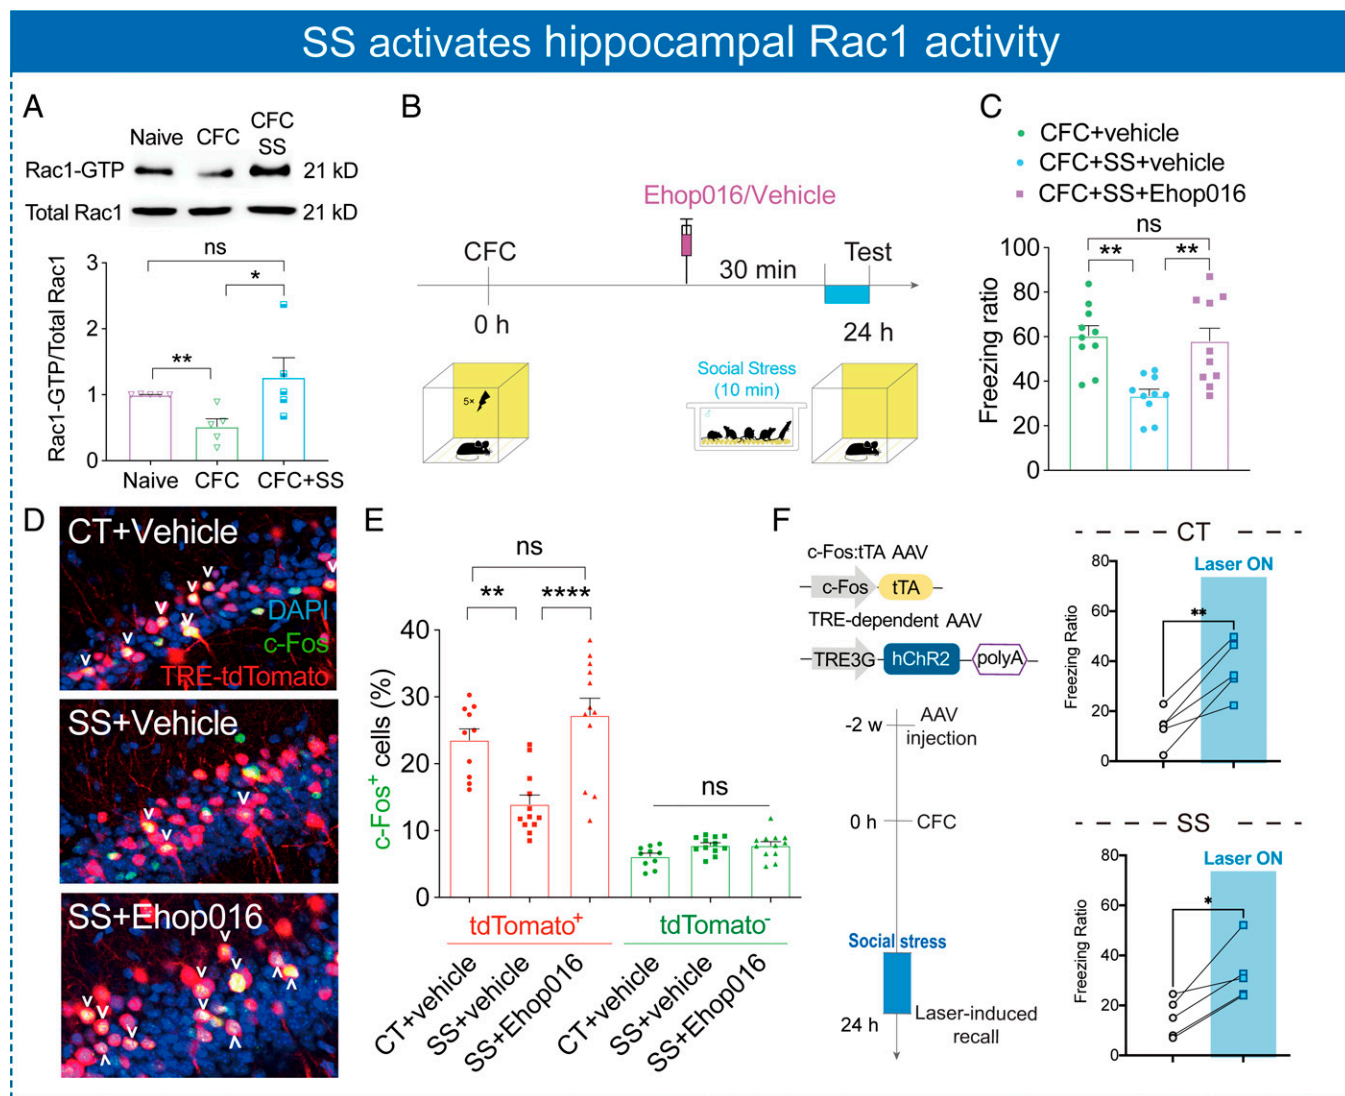 SS activates hippocampal Rac1 activity
A
Naive CFC CFC
SS
Rac1-GTP 21 kD
Total Rac1 21 kD
ns
*
**
Rac1-GTP/Total Rac1
3
2
1
0
Naive CFC CFC+SS
B
Ehop016/Vehicle
CFC 30 min Test
0 h 24 h
5×
Social Stress
(10 min)
♂
C
CFC+vehicle
CFC+SS+vehicle
CFC+SS+Ehop016
ns
** **
Freezing ratio
100
80
60
40
20
0
D
CT+Vehicle
DAPI
c-Fos
TRE-tdTomato
SS+Vehicle
SS+Ehop016
E
ns
** ****
ns
c-Fos+ cells (%)
40
30
20
10
0
tdTomato+ tdTomato-
CT+vehicle
SS+vehicle
SS+Ehop016
CT+vehicle
SS+vehicle
SS+Ehop016
F
c-Fos:tTA AAV
c-Fos tTA
TRE-dependent AAV
TRE3G hChR2 polyA
-2 w AAV
injection
0 h CFC
Social stress
24 h Laser-induced
recall
CT
Laser ON
**
Freezing Ratio
80
60
40
20
0
SS
Laser ON
*
Freezing Ratio
80
60
40
20
0